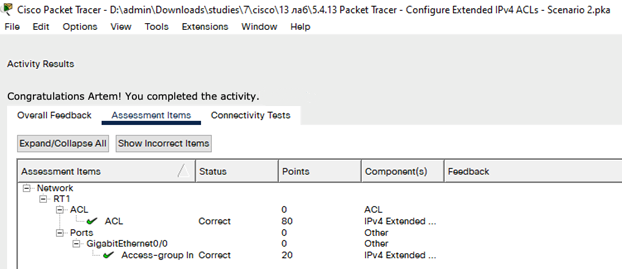 Cisco Packet Tracer - D:\admin\Downloads\studies\7\cisco\13 лаб\5.4.13 Packet Tracer - Configure Extended IPv4 ACLs - Scenario 2.pka
File Edit Options View Tools Extensions Window Help
Activity Results
Congratulations Artem! You completed the activity.
Overall Feedback Assessment Items Connectivity Tests
Expand/Collapse All Show Incorrect Items
Assessment Items Status Points Component(s) Feedback
Network
RT1
ACL 0 ACL
ACL Correct 80 IPv4 Extended ...
Ports 0 Other
GigabitEthernet0/0 0 Other
Access-group In Correct 20 IPv4 Extended ...